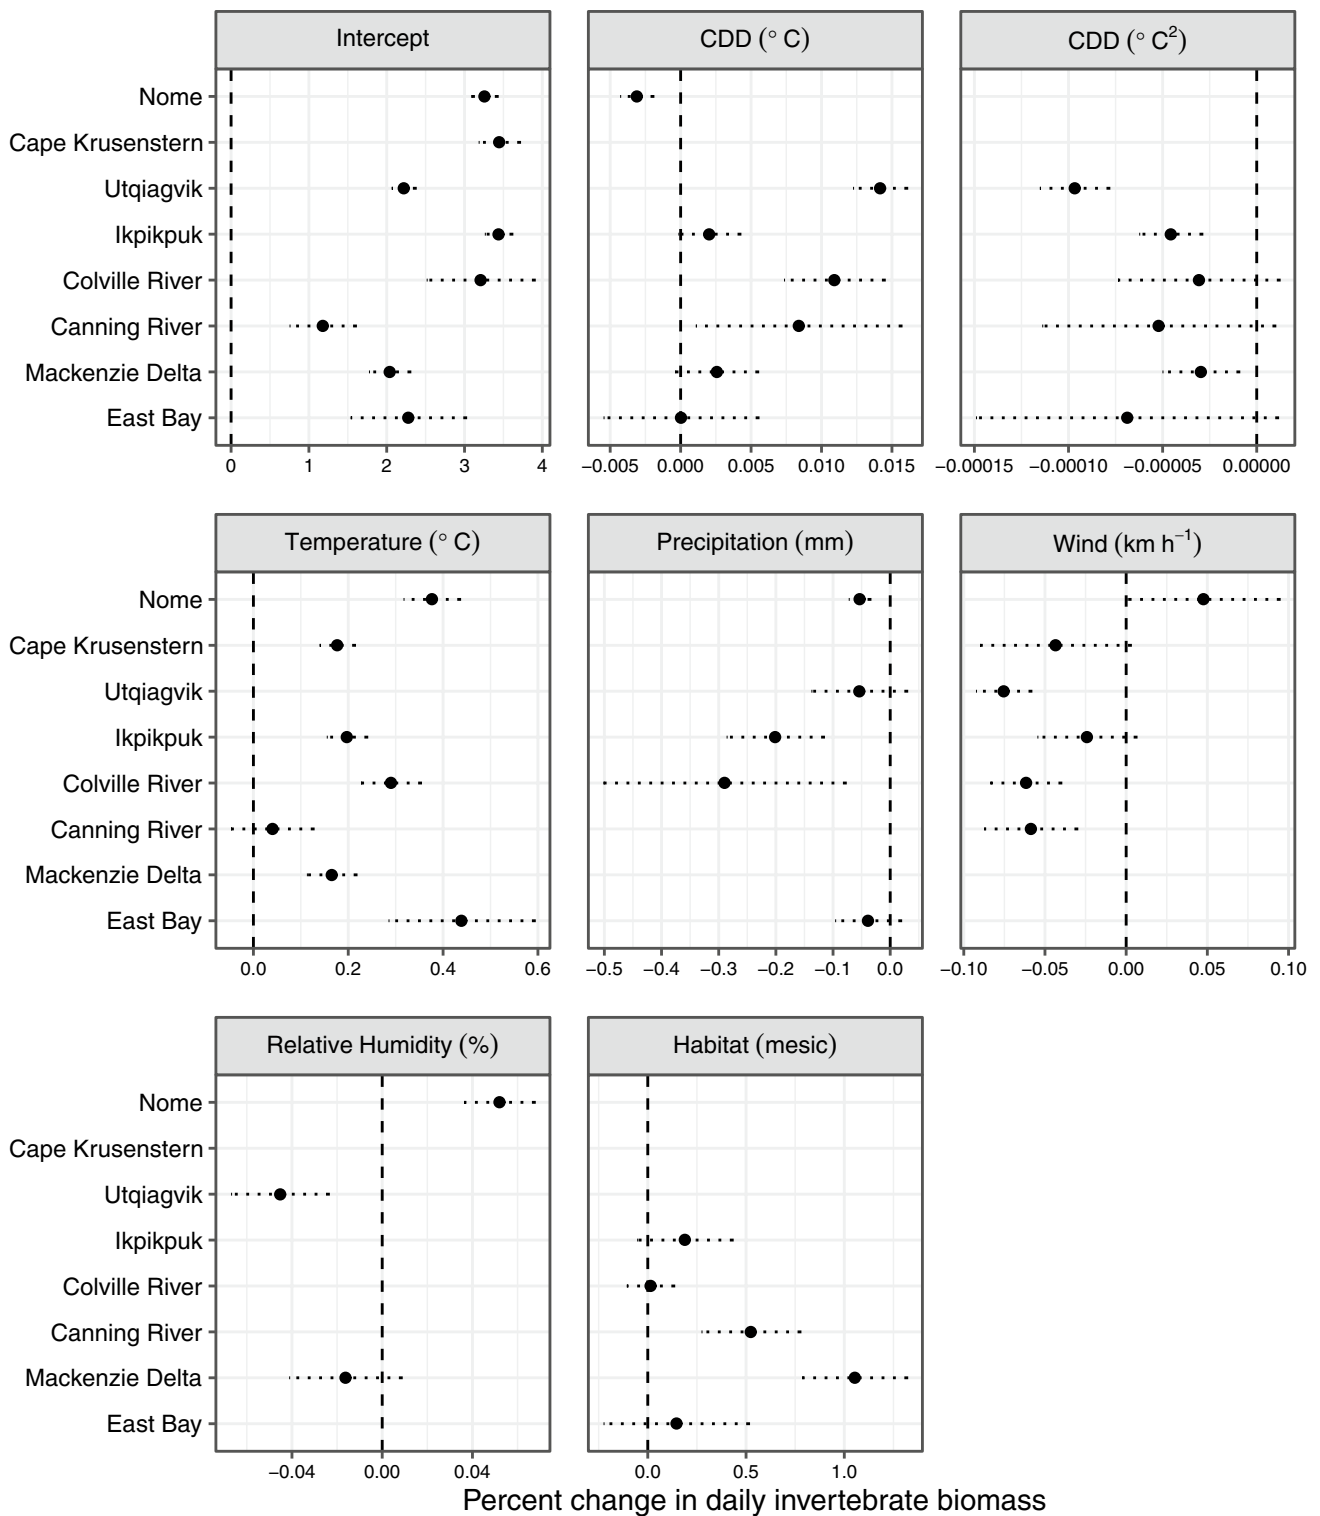 Intercept
CDD (° C)
CDD (° C²)
Nome
Cape Krusenstern
Utqiagvik
Ikpikpuk
Colville River
Canning River
Mackenzie Delta
East Bay
0 1 2 3 4
−0.005 0.000 0.005 0.010 0.015
−0.00015 −0.00010 −0.00005 0.00000
Temperature (° C)
Precipitation (mm)
Wind (km h⁻¹)
Nome
Cape Krusenstern
Utqiagvik
Ikpikpuk
Colville River
Canning River
Mackenzie Delta
East Bay
0.0 0.2 0.4 0.6
−0.5 −0.4 −0.3 −0.2 −0.1 0.0
−0.10 −0.05 0.00 0.05 0.10
Relative Humidity (%)
Habitat (mesic)
Nome
Cape Krusenstern
Utqiagvik
Ikpikpuk
Colville River
Canning River
Mackenzie Delta
East Bay
−0.04 0.00 0.04
0.0 0.5 1.0
Percent change in daily invertebrate biomass